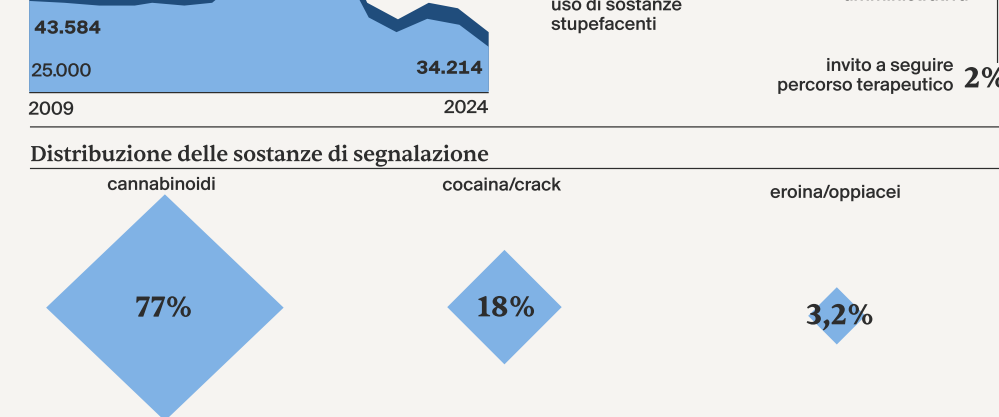 uso di sostanze
stupefacenti
43.584
25.000
34.214
2009
2024
invito a seguire
percorso terapeutico 2%
Distribuzione delle sostanze di segnalazione
cannabinoidi
77%
cocaina/crack
18%
eroina/oppiacei
3,2%